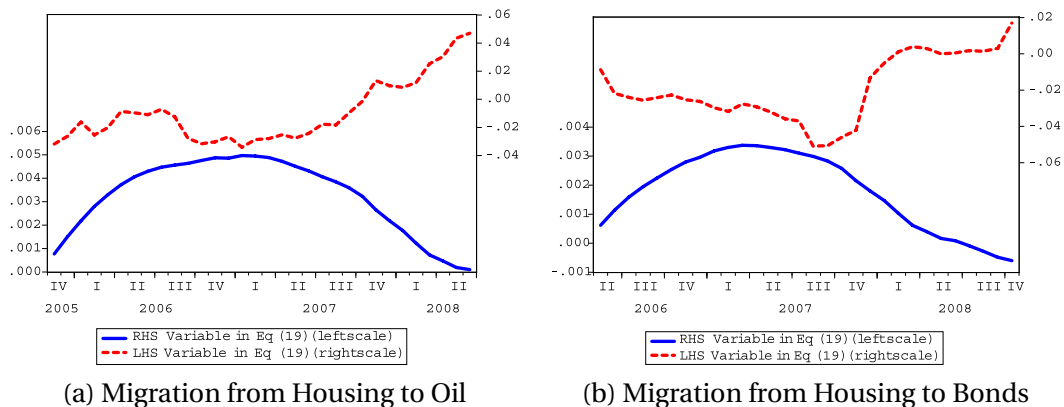 .06
.04
.02
.00
-.02
-.04
.006
.005
.004
.003
.002
.001
.000
IV I II III IV I II III IV I II
2005 2006 2007 2008
RHS Variable in Eq (19)(leftscale)
LHS Variable in Eq (19)(rightscale)
(a) Migration from Housing to Oil
.02
.00
-.02
-.04
-.06
.004
.003
.002
.001
.000
-.001
II III IV I II III IV I II III IV
2006 2007 2008
RHS Variable in Eq (19)(leftscale)
LHS Variable in Eq (19)(rightscale)
(b) Migration from Housing to Bonds